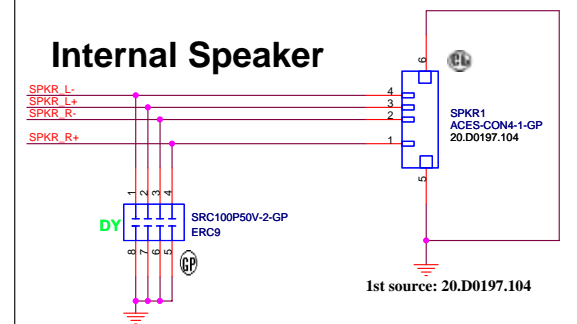 Internal Speaker
6
SPKR_L-
SPKR_L+
SPKR_R-
SPKR_R+
4
3
2
1
SPKR1
ACES-CON4-1-GP
20.D0197.104
5
1
2
3
4
DY
SRC100P50V-2-GP
ERC9
8
7
6
5
GP
1st source: 20.D0197.104